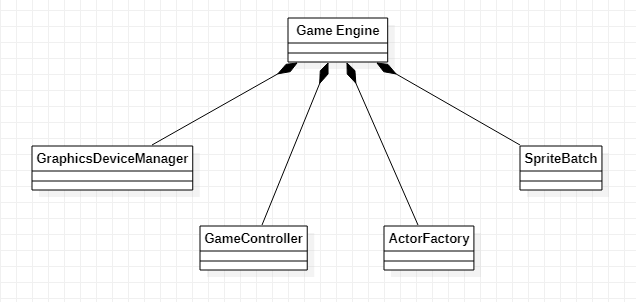 Game Engine
GraphicsDeviceManager
SpriteBatch
GameController
ActorFactory